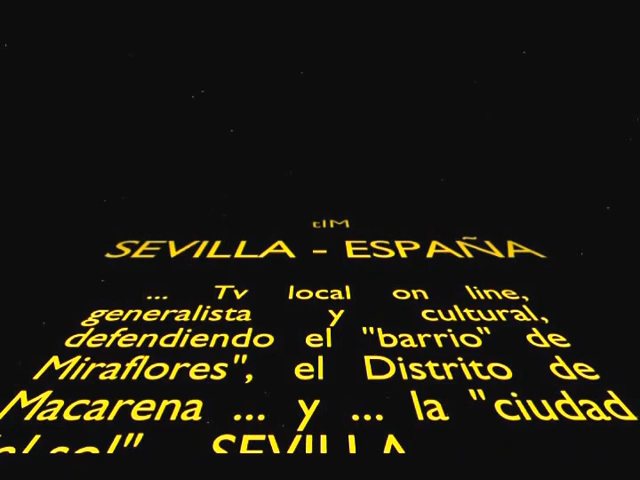 tIM
SEVILLA - ESPAÑA
... Tv local on line,
generalista y cultural,
defendiendo el "barrio" de
Miraflores", el Distrito de
Macarena ... y ... la "ciudad
SEVILLA